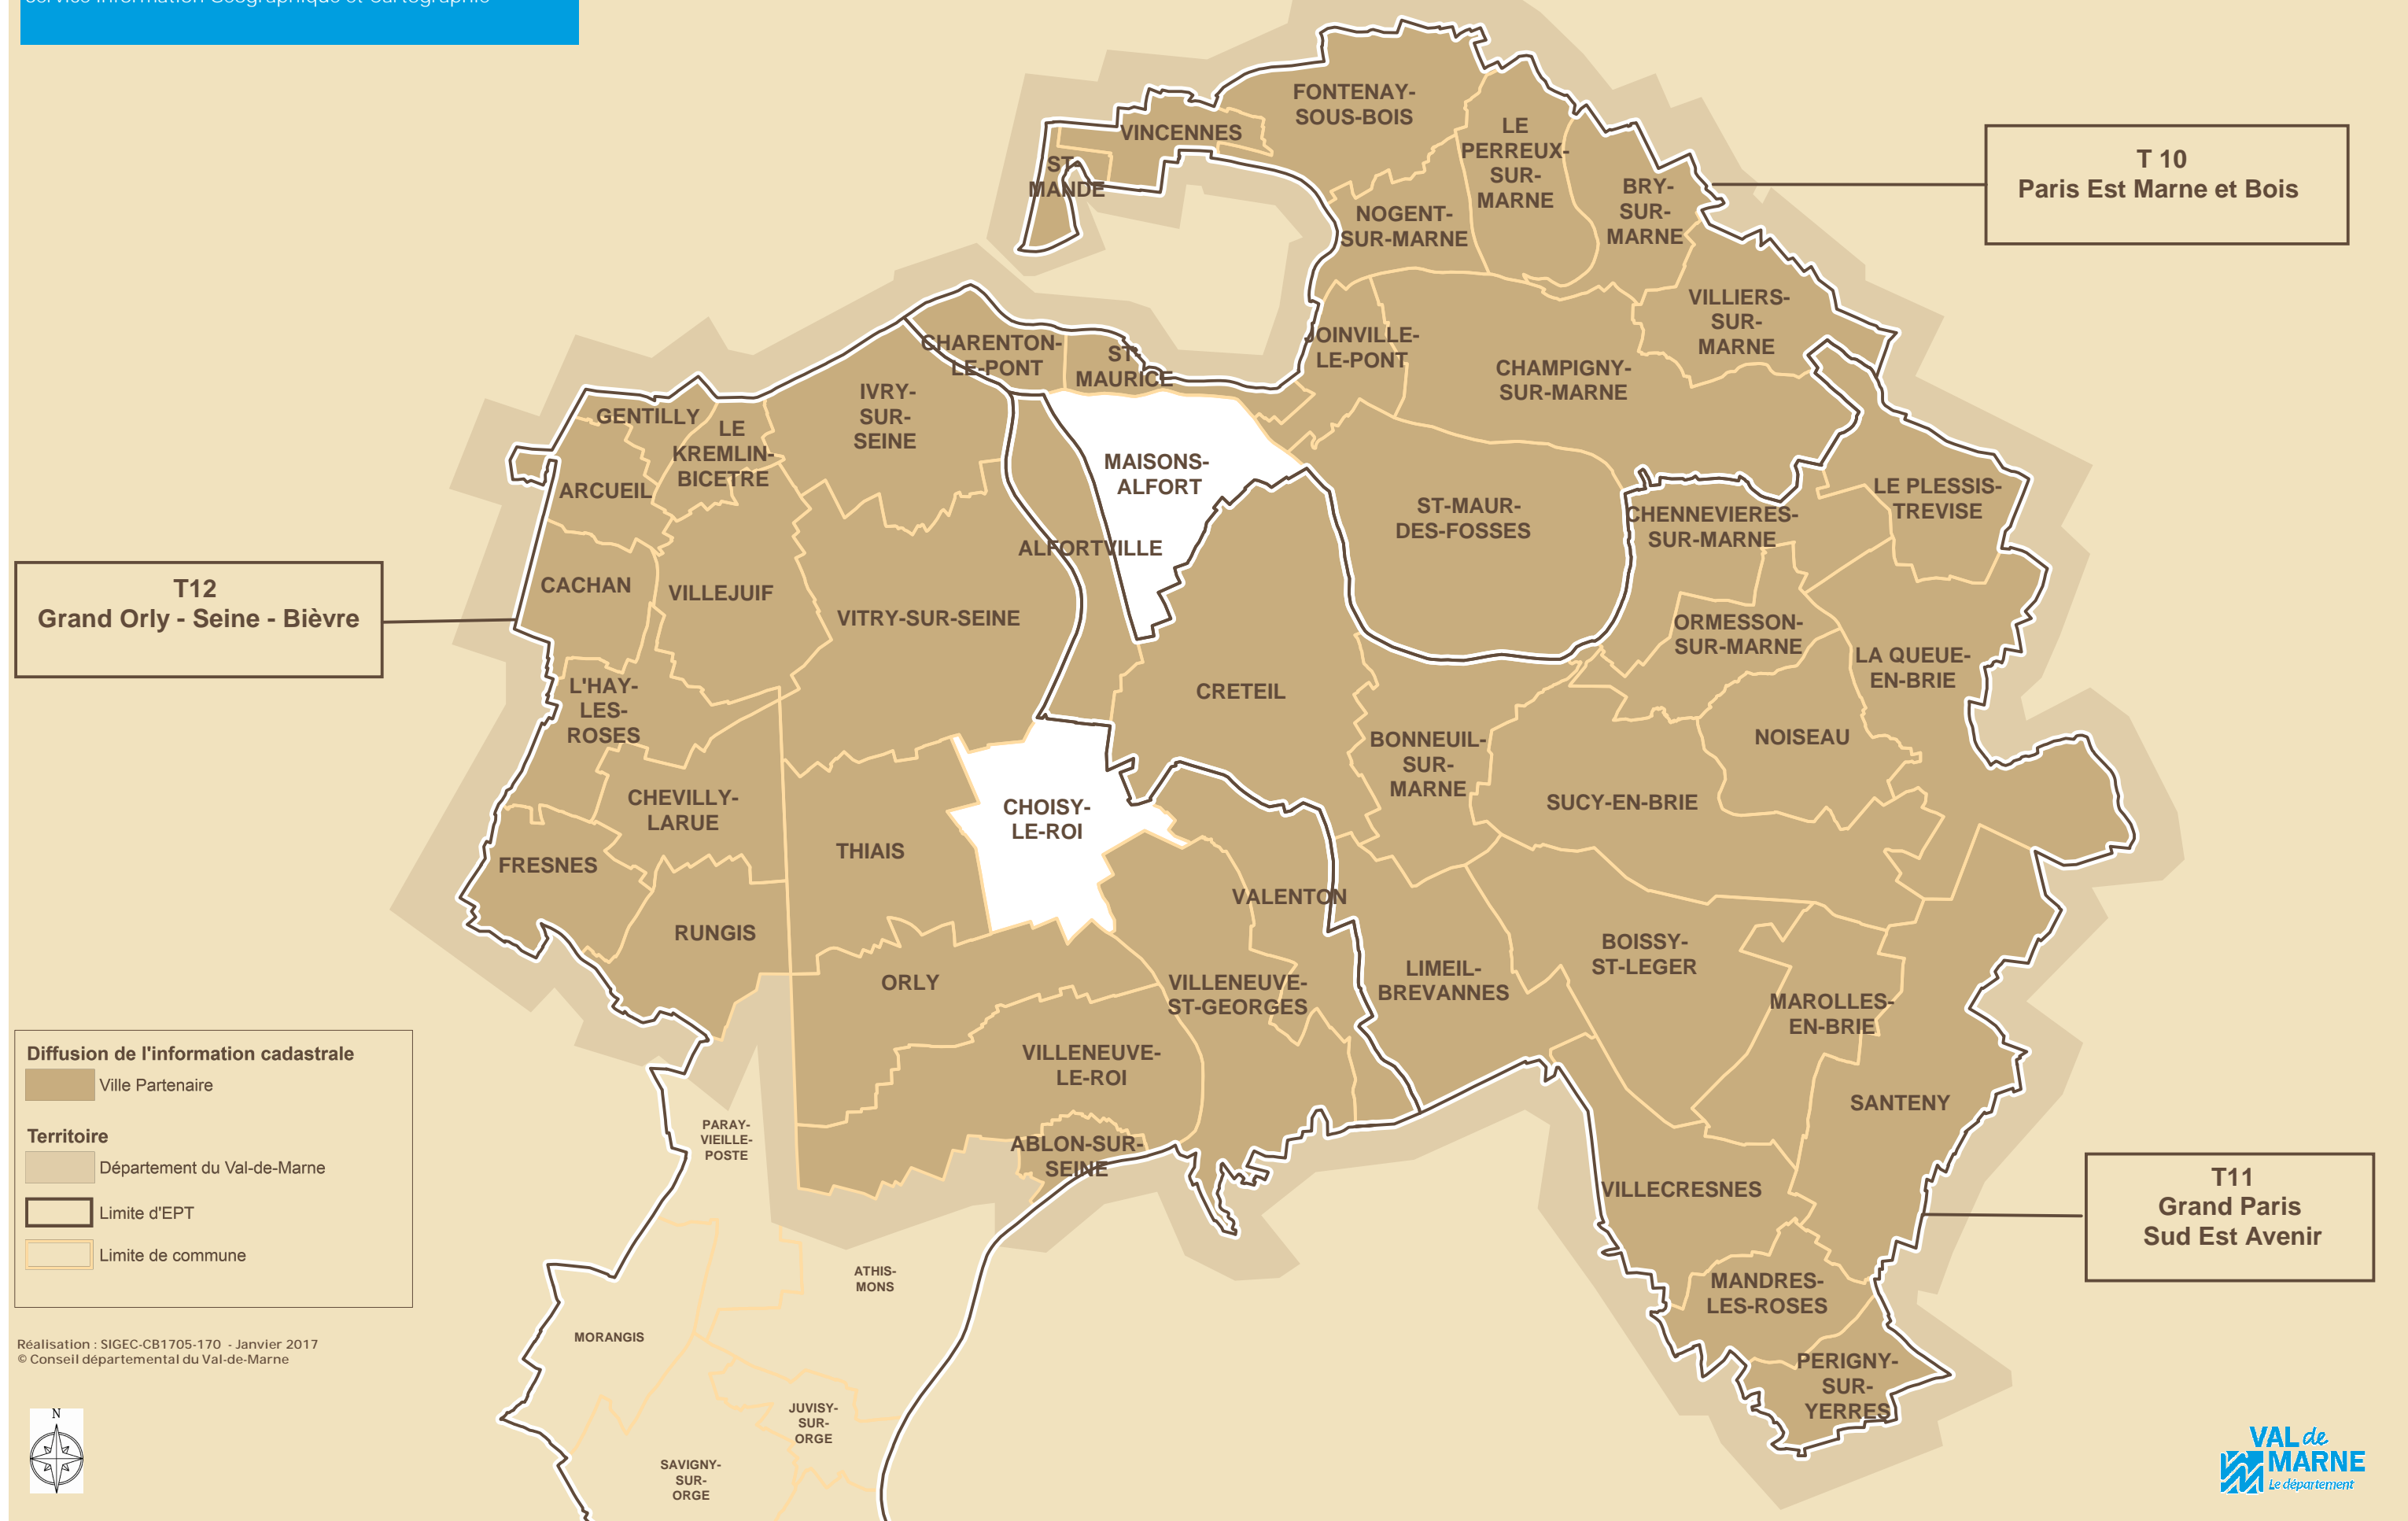 Service Information Géographique et Cartographie
FONTENAY-
SOUS-BOIS
VINCENNES
LE
PERREUX-
SUR-
MARNE
ST-
MANDE
BRY-
SUR-
MARNE
NOGENT-
SUR-MARNE
T 10
Paris Est Marne et Bois
VILLIERS-
SUR-
MARNE
JOINVILLE-
LE-PONT
CHARENTON-
LE-PONT
ST-
MAURICE
CHAMPIGNY-
SUR-MARNE
IVRY-
SUR-
SEINE
GENTILLY
LE
KREMLIN-
BICETRE
MAISONS-
ALFORT
ARCUEIL
LE PLESSIS-
TREVISE
ST-MAUR-
DES-FOSSES
CHENNEVIERES-
SUR-MARNE
ALFORTVILLE
T12
Grand Orly - Seine - Bièvre
CACHAN
VILLEJUIF
VITRY-SUR-SEINE
ORMESSON-
SUR-MARNE
LA QUEUE-
EN-BRIE
L'HAY-
LES-
ROSES
CRETEIL
BONNEUIL-
SUR-
MARNE
NOISEAU
CHEVILLY-
LARUE
CHOISY-
LE-ROI
SUCY-EN-BRIE
THIAIS
FRESNES
VALENTON
RUNGIS
BOISSY-
ST-LEGER
ORLY
LIMEIL-
BREVANNES
VILLENEUVE-
ST-GEORGES
MAROLLES-
EN-BRIE
VILLENEUVE-
LE-ROI
SANTENY
PARAY-
VIEILLE-
POSTE
ABLON-SUR-
SEINE
VILLECRESNES
T11
Grand Paris
Sud Est Avenir
ATHIS-
MONS
MANDRES-
LES-ROSES
MORANGIS
PERIGNY-
SUR-
YERRES
JUVISY-
SUR-
ORGE
SAVIGNY-
SUR-
ORGE
Diffusion de l'information cadastrale
Ville Partenaire
Territoire
Département du Val-de-Marne
Limite d'EPT
Limite de commune
Réalisation : SIGEC-CB1705-170 - Janvier 2017
© Conseil départemental du Val-de-Marne
N
VAL de
MARNE
Le département